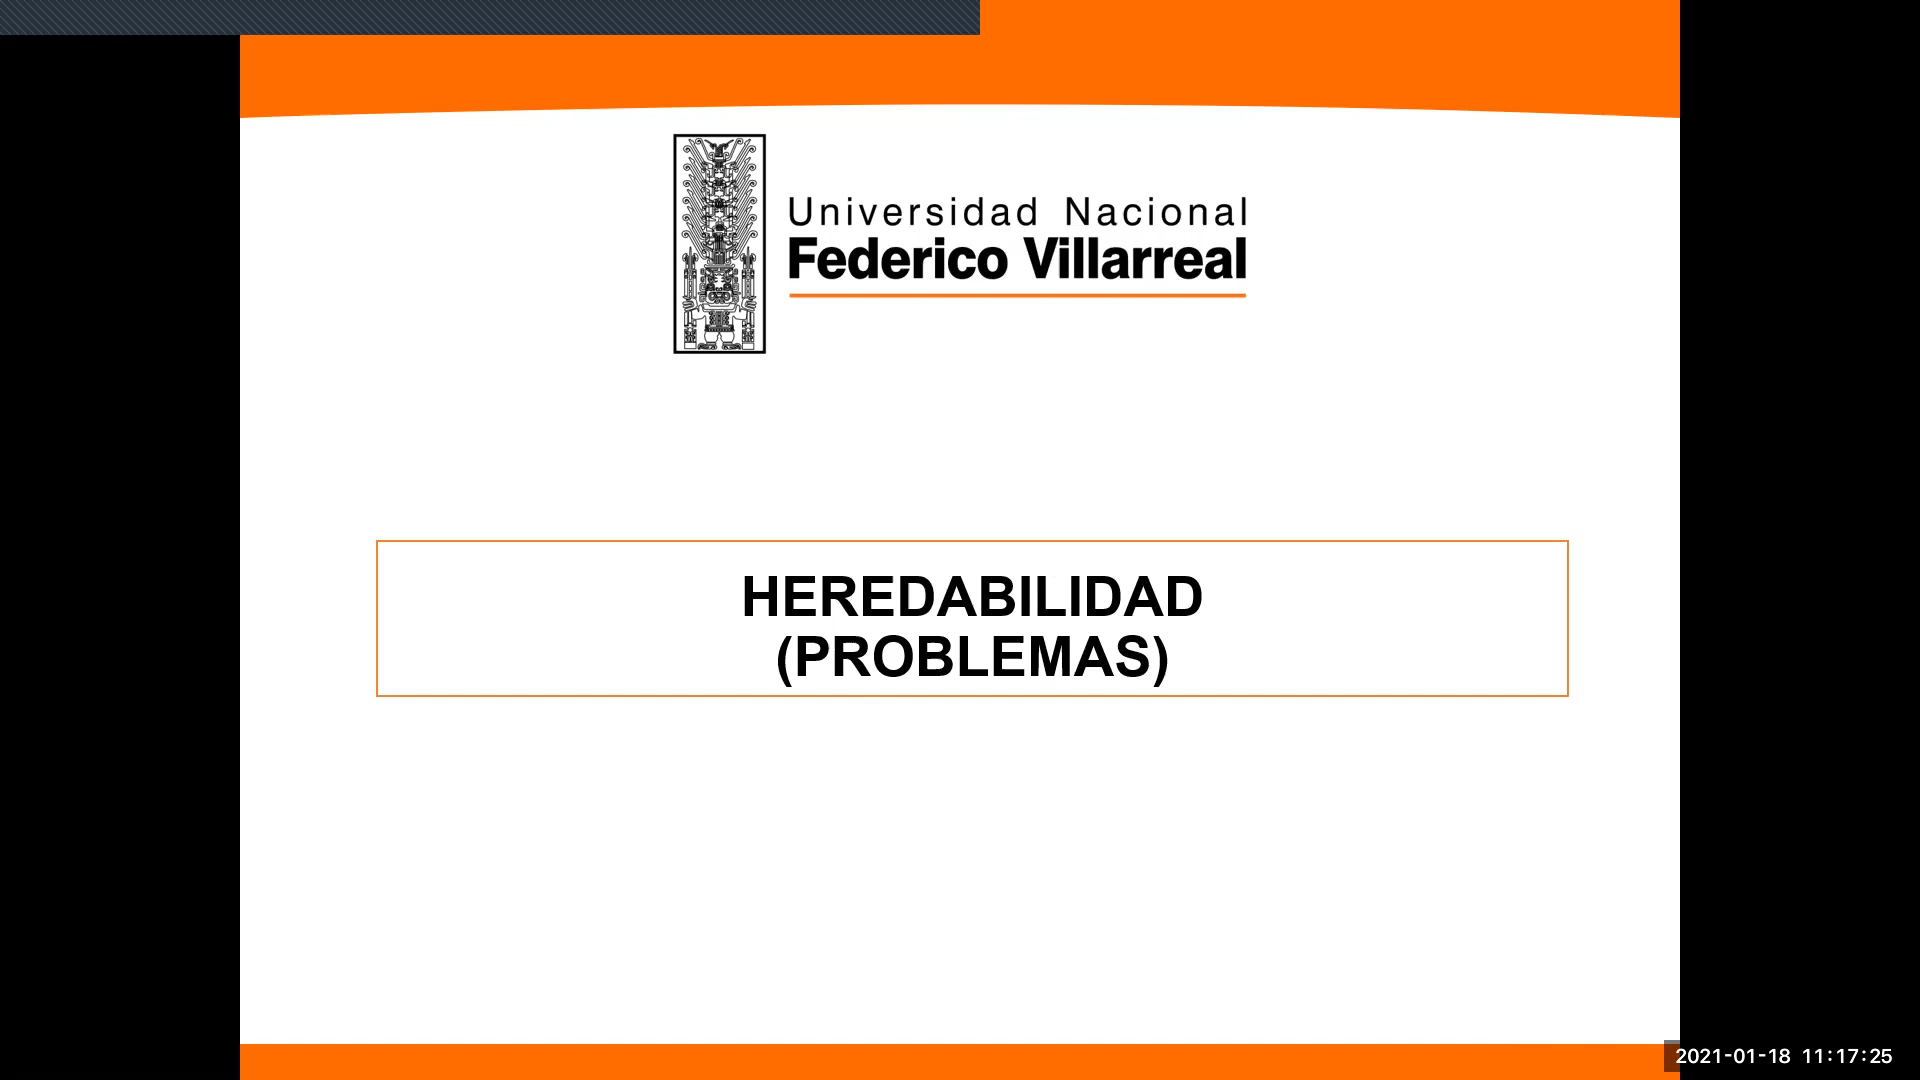 Universidad Nacional
Federico Villarreal
HEREDABILIDAD
(PROBLEMAS)
2021-01-18 11:17:25